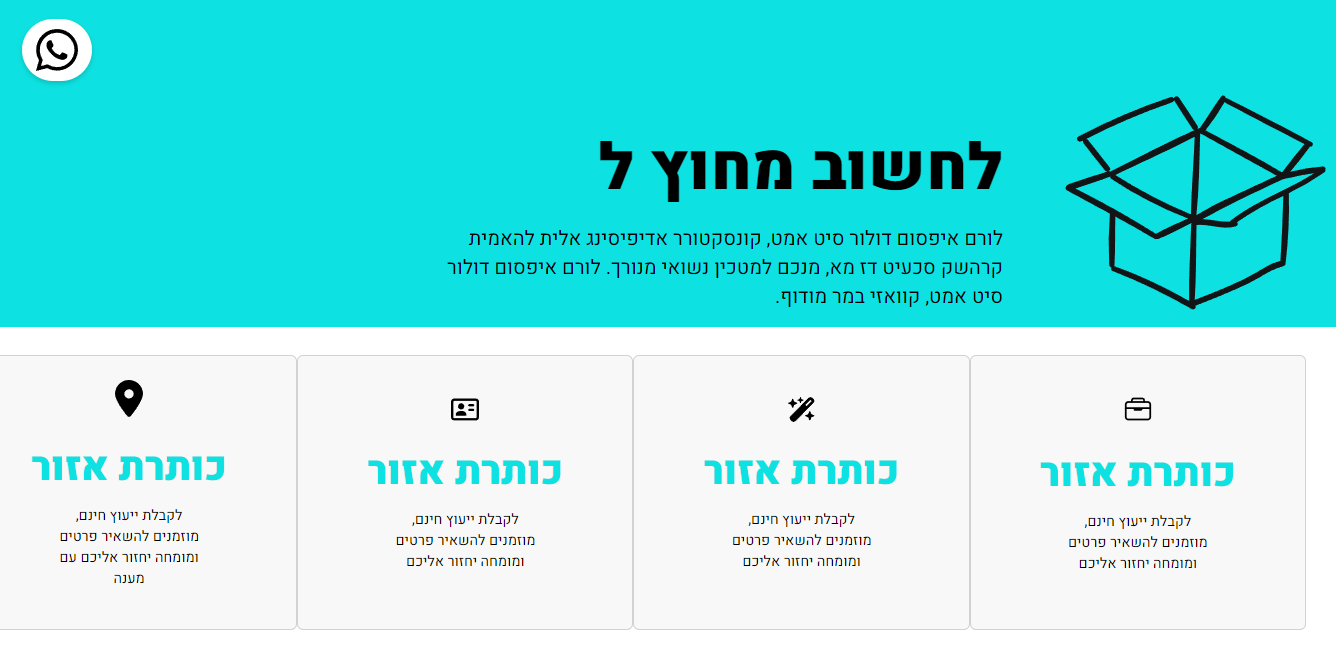 לחשוב מחוץ ל
לורם איפסום דולור סיט אמט, קונסקטורר אדיפיסינג אלית להאמית
קרהשק סכעיט דז מא, מנכם למטכין נשואי מנורך. לורם איפסום דולור
סיט אמט, קוואזי במר מודוף.
כותרת אזור
לקבלת ייעוץ חינם,
מוזמנים להשאיר פרטים
ומומחה יחזור אליכם
כותרת אזור
לקבלת ייעוץ חינם,
מוזמנים להשאיר פרטים
ומומחה יחזור אליכם
כותרת אזור
לקבלת ייעוץ חינם,
מוזמנים להשאיר פרטים
ומומחה יחזור אליכם
כותרת אזור
לקבלת ייעוץ חינם,
מוזמנים להשאיר פרטים
ומומחה יחזור אליכם עם
מענה